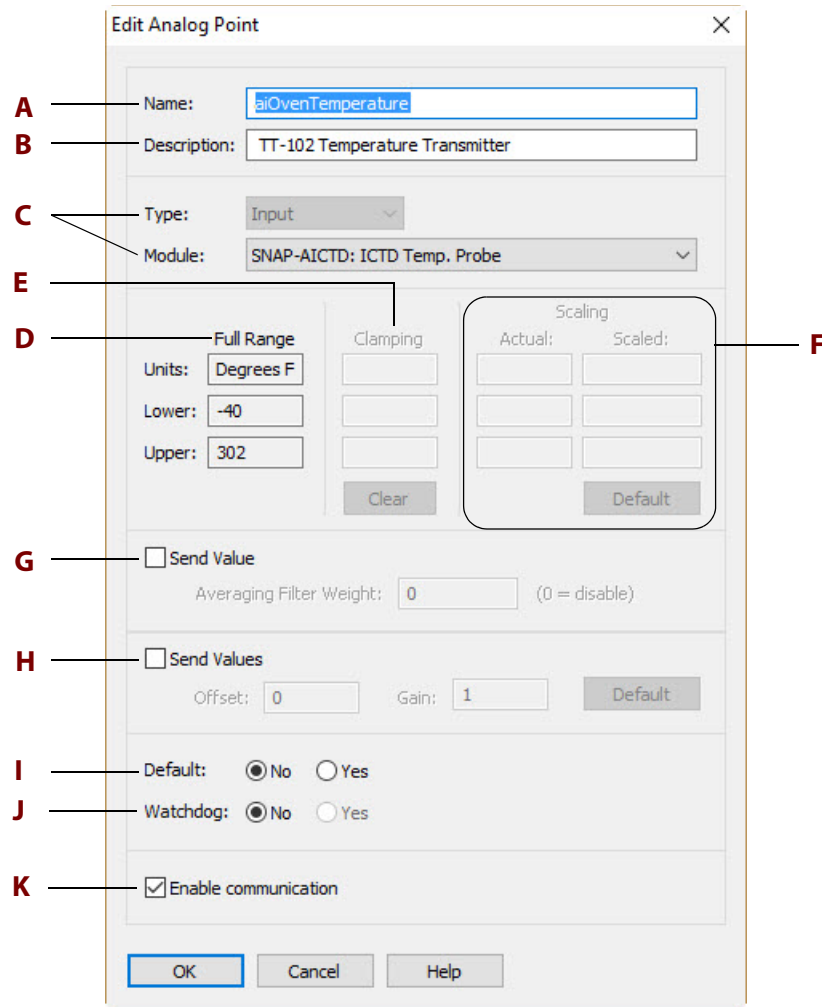 Edit Analog Point
A
Name: aiOvenTemperature
B
Description: TT-102 Temperature Transmitter
C
Type: Input
Module: SNAP-AICTD: ICTD Temp. Probe
E
Scaling
D
Full Range Clamping Actual: Scaled:
F
Units: Degrees F
Lower: -40
Upper: 302
Clear Default
G
Send Value
Averaging Filter Weight: 0 (0 = disable)
H
Send Values
Offset: 0 Gain: 1 Default
I
Default: No Yes
J
Watchdog: No Yes
K
Enable communication
OK Cancel Help